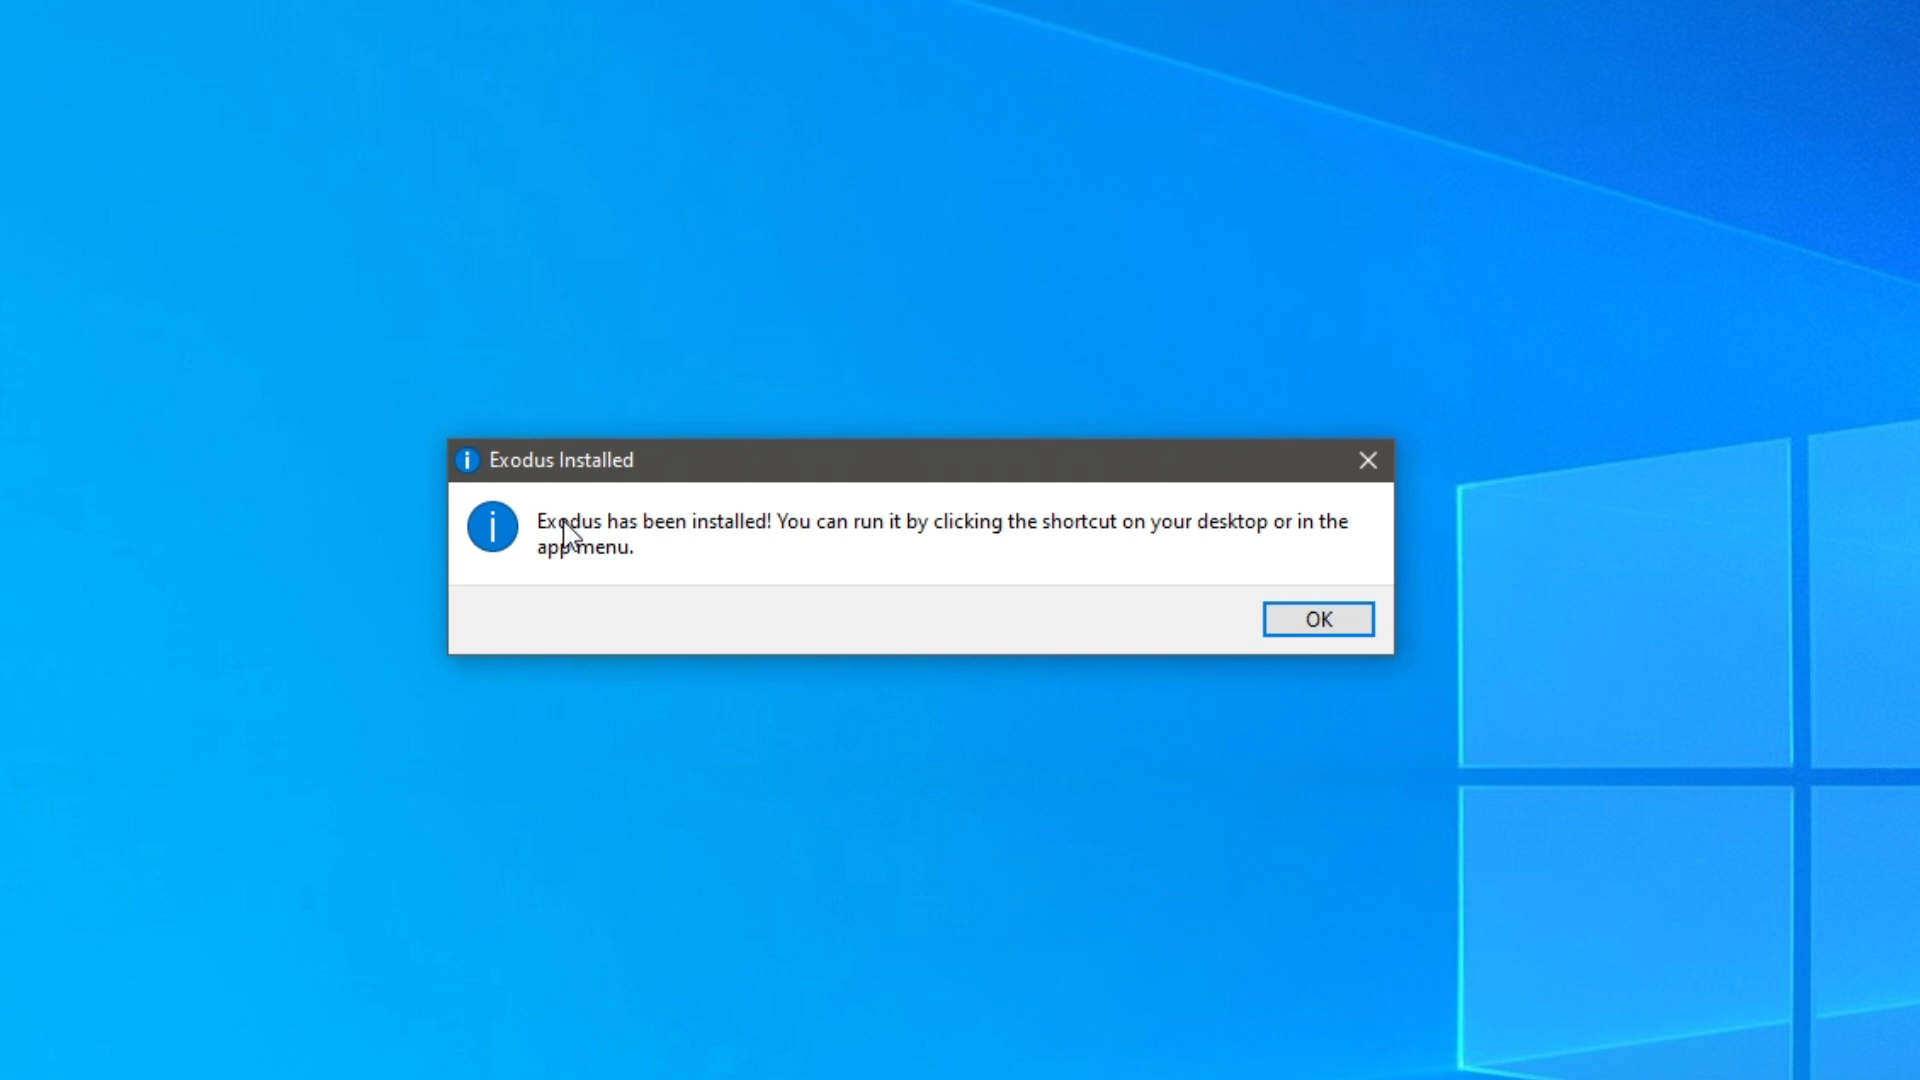 Exodus Installed
Exodus has been installed! You can run it by clicking the shortcut on your desktop or in the
app menu.
OK